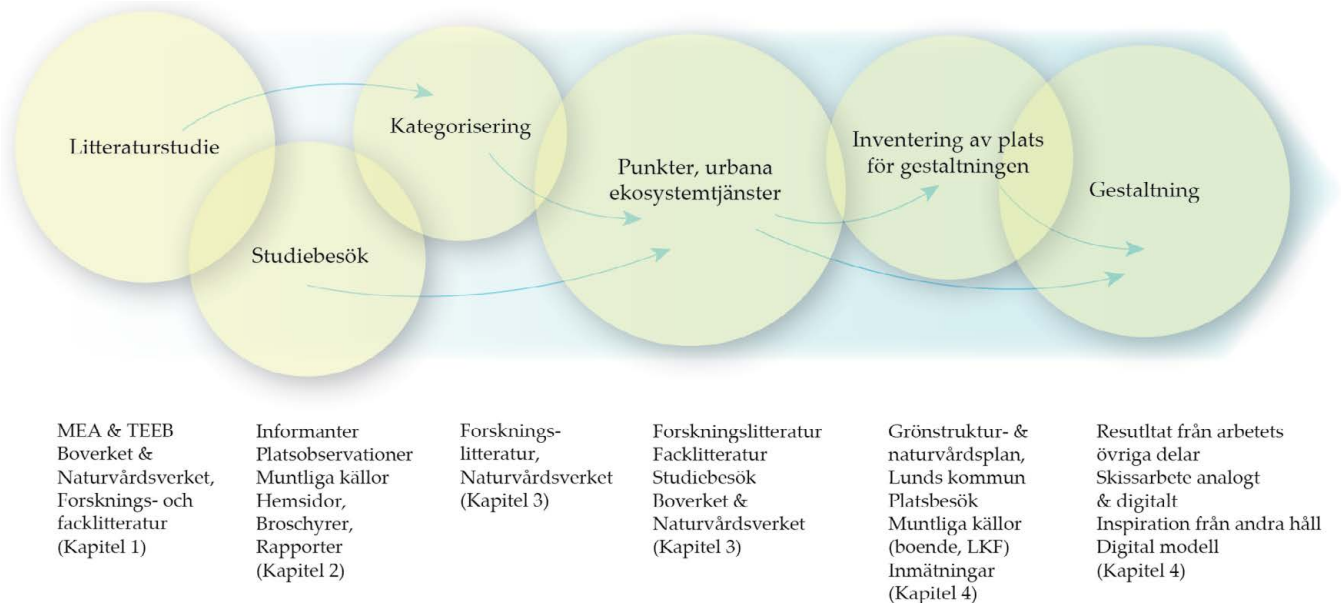 Litteraturstudie
Studiebesök
Kategorisering
Punkter, urbana
ekosystemtjänster
Inventering av plats
för gestaltningen
Gestaltning
MEA & TEEB
Boverket &
Naturvårdsverket,
Forsknings- och
facklitteratur
(Kapitel 1)
Informanter
Platsobservationer
Muntliga källor
Hemsidor,
Broschyrer,
Rapporter
(Kapitel 2)
Forsknings-
litteratur,
Naturvårdsverket
(Kapitel 3)
Forskningslitteratur
Facklitteratur
Studiebesök
Boverket &
Naturvårdsverket
(Kapitel 3)
Grönstruktur- &
naturvårdsplan,
Lunds kommun
Platsbesök
Muntliga källor
(boende, LKF)
Inmätningar
(Kapitel 4)
Resutltat från arbetets
övriga delar
Skissarbete analogt
& digitalt
Inspiration från andra håll
Digital modell
(Kapitel 4)